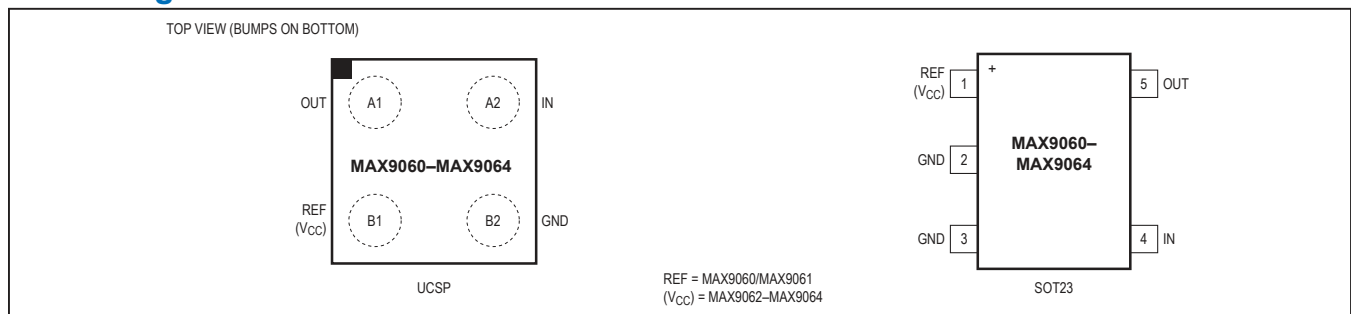 TOP VIEW (BUMPS ON BOTTOM)
OUT
A1
A2
IN
MAX9060–MAX9064
REF
(VCC)
B1
B2
GND
UCSP
REF = MAX9060/MAX9061
(VCC) = MAX9062–MAX9064
REF
(VCC)
1
+
5
OUT
GND
2
MAX9060–
MAX9064
GND
3
4
IN
SOT23